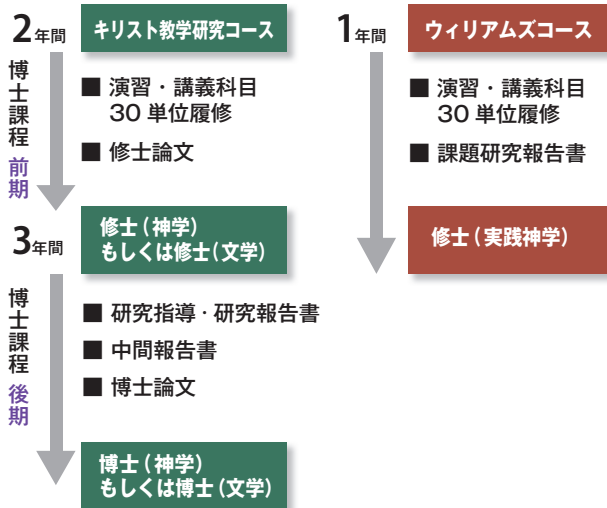 2年間
キリスト教学研究コース
博士課程 前期
■ 演習・講義科目
30 単位履修
■ 修士論文
3年間
修士（神学）
もしくは修士（文学）
博士課程 後期
■ 研究指導・研究報告書
■ 中間報告書
■ 博士論文
博士（神学）
もしくは博士（文学）
1年間
ウィリアムズコース
■ 演習・講義科目
30 単位履修
■ 課題研究報告書
修士（実践神学）